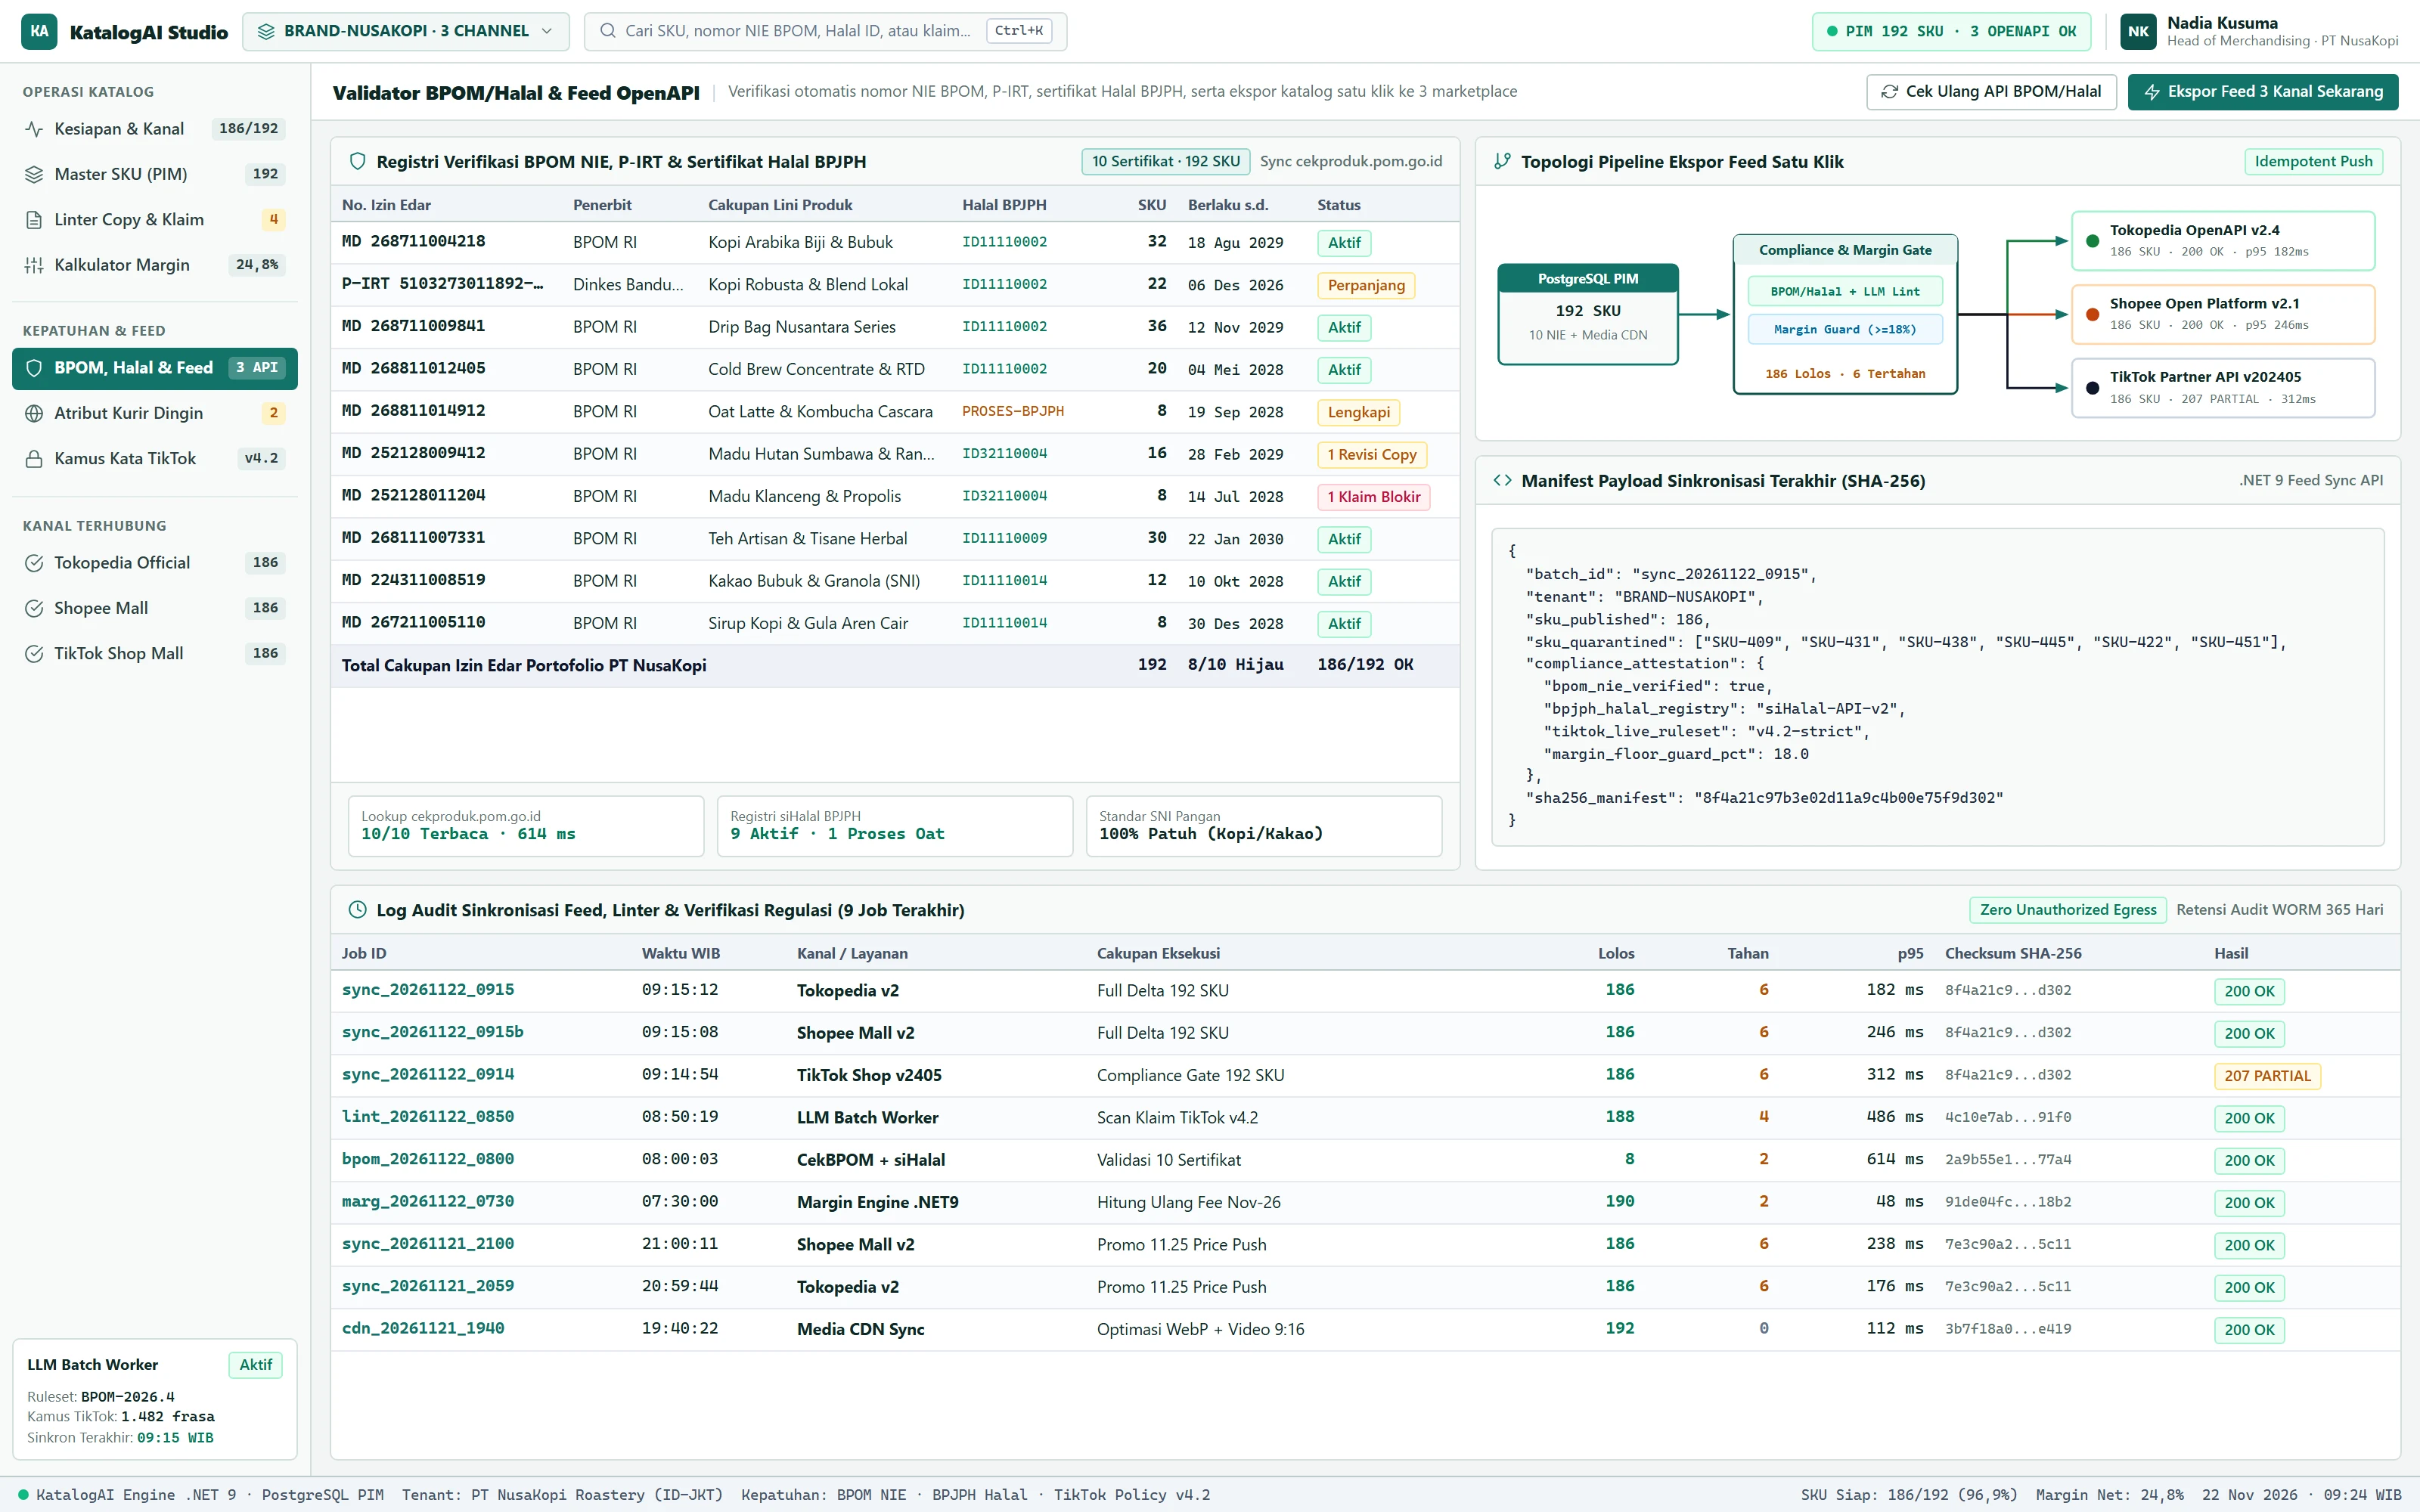 KA KatalogAI Studio BRAND-NUSAKOPI · 3 CHANNEL Cari SKU, nomor NIE BPOM, Halal ID, atau klaim... Ctrl+K PIM 192 SKU · 3 OPENAPI OK NK Nadia Kusuma
Head of Merchandising · PT NusaKopi
OPERASI KATALOG
Kesiapan & Kanal 186/192
Master SKU (PIM) 192
Linter Copy & Klaim 4
Kalkulator Margin 24,8%
KEPATUHAN & FEED
BPOM, Halal & Feed 3 API
Atribut Kurir Dingin 2
Kamus Kata TikTok v4.2
KANAL TERHUBUNG
Tokopedia Official 186
Shopee Mall 186
TikTok Shop Mall 186
LLM Batch Worker Aktif
Ruleset: BPOM-2026.4
Kamus TikTok: 1.482 frasa
Sinkron Terakhir: 09:15 WIB
Validator BPOM/Halal & Feed OpenAPI Verifikasi otomatis nomor NIE BPOM, P-IRT, sertifikat Halal BPJPH, serta ekspor katalog satu klik ke 3 marketplace Cek Ulang API BPOM/Halal Ekspor Feed 3 Kanal Sekarang
Registri Verifikasi BPOM NIE, P-IRT & Sertifikat Halal BPJPH 10 Sertifikat · 192 SKU Sync cekproduk.pom.go.id
No. Izin Edar Penerbit Cakupan Lini Produk Halal BPJPH SKU Berlaku s.d. Status
MD 268711004218 BPOM RI Kopi Arabika Biji & Bubuk ID11110002 32 18 Agu 2029 Aktif
P-IRT 5103273011892-... Dinkes Bandu... Kopi Robusta & Blend Lokal ID11110002 22 06 Des 2026 Perpanjang
MD 268711009841 BPOM RI Drip Bag Nusantara Series ID11110002 36 12 Nov 2029 Aktif
MD 268811012405 BPOM RI Cold Brew Concentrate & RTD ID11110002 20 04 Mei 2028 Aktif
MD 268811014912 BPOM RI Oat Latte & Kombucha Cascara PROSES-BPJPH 8 19 Sep 2028 Lengkapi
MD 252128009412 BPOM RI Madu Hutan Sumbawa & Ran... ID32110004 16 28 Feb 2029 1 Revisi Copy
MD 252128011204 BPOM RI Madu Klanceng & Propolis ID32110004 8 14 Jul 2028 1 Klaim Blokir
MD 268111007331 BPOM RI Teh Artisan & Tisane Herbal ID11110009 30 22 Jan 2030 Aktif
MD 224311008519 BPOM RI Kakao Bubuk & Granola (SNI) ID11110014 12 10 Okt 2028 Aktif
MD 267211005110 BPOM RI Sirup Kopi & Gula Aren Cair ID11110014 8 30 Des 2028 Aktif
Total Cakupan Izin Edar Portofolio PT NusaKopi 192 8/10 Hijau 186/192 OK
Lookup cekproduk.pom.go.id
10/10 Terbaca · 614 ms
Registri siHalal BPJPH
9 Aktif · 1 Proses Oat
Standar SNI Pangan
100% Patuh (Kopi/Kakao)
Topologi Pipeline Ekspor Feed Satu Klik Idempotent Push
PostgreSQL PIM
192 SKU
10 NIE + Media CDN
Compliance & Margin Gate
BPOM/Halal + LLM Lint
Margin Guard (>=18%)
186 Lolos · 6 Tertahan
Tokopedia OpenAPI v2.4
186 SKU · 200 OK · p95 182ms
Shopee Open Platform v2.1
186 SKU · 200 OK · p95 246ms
TikTok Partner API v202405
186 SKU · 207 PARTIAL · 312ms
Manifest Payload Sinkronisasi Terakhir (SHA-256) .NET 9 Feed Sync API
{
"batch_id": "sync_20261122_0915",
"tenant": "BRAND-NUSAKOPI",
"sku_published": 186,
"sku_quarantined": ["SKU-409", "SKU-431", "SKU-438", "SKU-445", "SKU-422", "SKU-451"],
"compliance_attestation": {
"bpom_nie_verified": true,
"bpjph_halal_registry": "siHalal-API-v2",
"tiktok_live_ruleset": "v4.2-strict",
"margin_floor_guard_pct": 18.0
},
"sha256_manifest": "8f4a21c97b3e02d11a9c4b00e75f9d302"
}
Log Audit Sinkronisasi Feed, Linter & Verifikasi Regulasi (9 Job Terakhir) Zero Unauthorized Egress Retensi Audit WORM 365 Hari
Job ID Waktu WIB Kanal / Layanan Cakupan Eksekusi Lolos Tahan p95 Checksum SHA-256 Hasil
sync_20261122_0915 09:15:12 Tokopedia v2 Full Delta 192 SKU 186 6 182 ms 8f4a21c9...d302 200 OK
sync_20261122_0915b 09:15:08 Shopee Mall v2 Full Delta 192 SKU 186 6 246 ms 8f4a21c9...d302 200 OK
sync_20261122_0914 09:14:54 TikTok Shop v2405 Compliance Gate 192 SKU 186 6 312 ms 8f4a21c9...d302 207 PARTIAL
lint_20261122_0850 08:50:19 LLM Batch Worker Scan Klaim TikTok v4.2 188 4 486 ms 4c10e7ab...91f0 200 OK
bpom_20261122_0800 08:00:03 CekBPOM + siHalal Validasi 10 Sertifikat 8 2 614 ms 2a9b55e1...77a4 200 OK
marg_20261122_0730 07:30:00 Margin Engine .NET9 Hitung Ulang Fee Nov-26 190 2 48 ms 91de04fc...18b2 200 OK
sync_20261121_2100 21:00:11 Shopee Mall v2 Promo 11.25 Price Push 186 6 238 ms 7e3c90a2...5c11 200 OK
sync_20261121_2059 20:59:44 Tokopedia v2 Promo 11.25 Price Push 186 6 176 ms 7e3c90a2...5c11 200 OK
cdn_20261121_1940 19:40:22 Media CDN Sync Optimasi WebP + Video 9:16 192 0 112 ms 3b7f18a0...e419 200 OK
KatalogAI Engine .NET 9 · PostgreSQL PIM Tenant: PT NusaKopi Roastery (ID-JKT) Kepatuhan: BPOM NIE · BPJPH Halal · TikTok Policy v4.2 SKU Siap: 186/192 (96,9%) Margin Net: 24,8% 22 Nov 2026 · 09:24 WIB